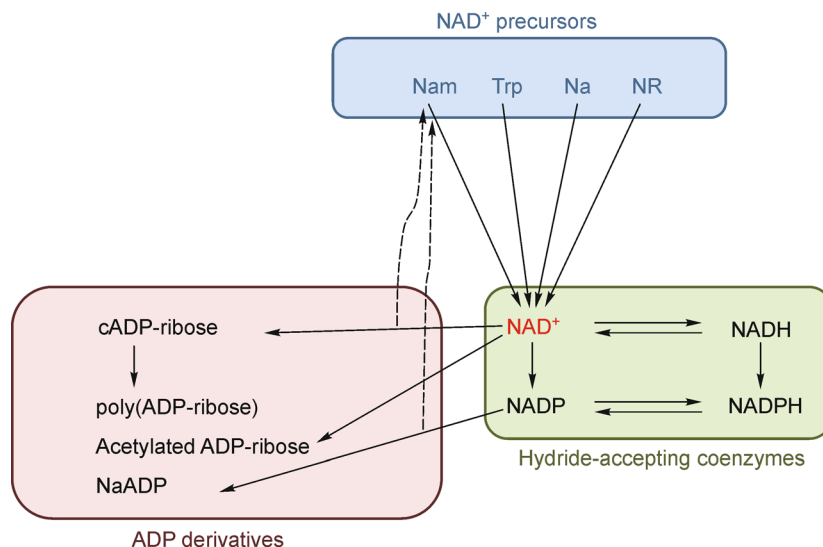 NAD⁺ precursors
Nam Trp Na NR
cADP-ribose
NAD⁺
NADH
poly(ADP-ribose)
NADP
NADPH
Acetylated ADP-ribose
NaADP
Hydride-accepting coenzymes
ADP derivatives